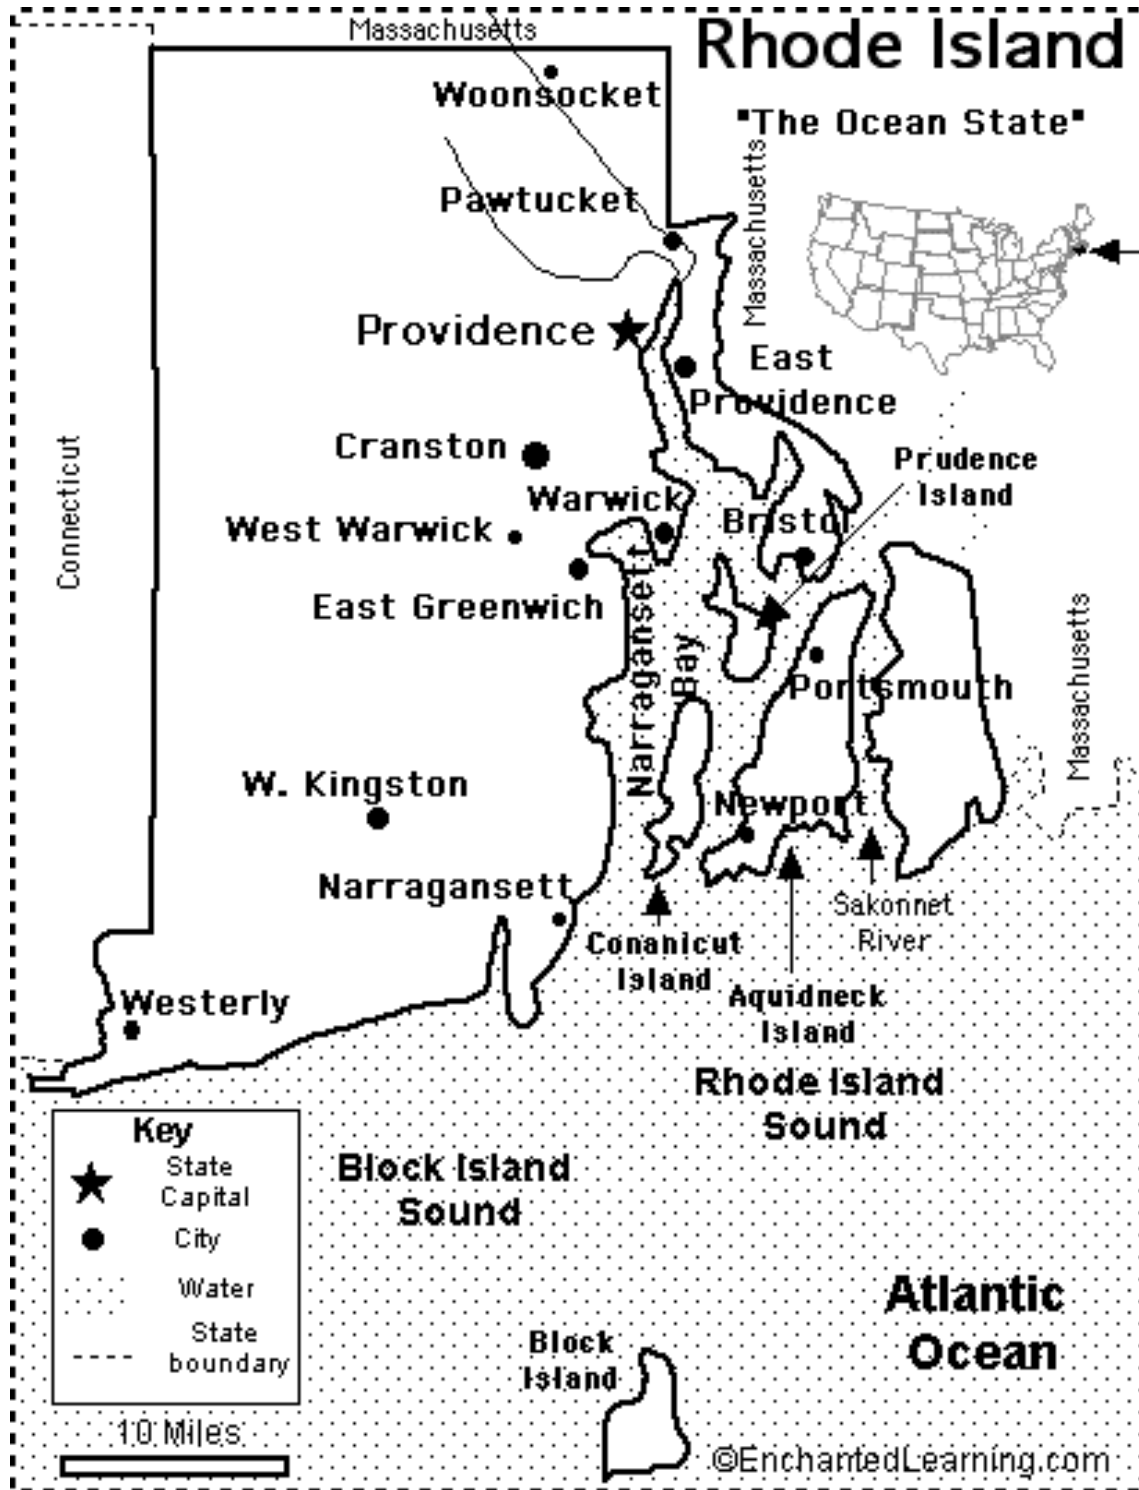 Massachusetts
Rhode Island
"The Ocean State"
Woonsocket
Massachusetts
Pawtucket
Providence
East
Providence
Connecticut
Cranston
Prudence
Island
Warwick
Bristol
West Warwick
East Greenwich
Narragansett
Bay
Portsmouth
Massachusetts
W. Kingston
Newport
Narragansett
Sakonnet
River
Conanicut
Island
Aquidneck
Island
Westerly
Rhode Island
Sound
Key
State
Capital
City
Water
State
boundary
Block Island
Sound
Atlantic
Ocean
Block
Island
10 Miles
©EnchantedLearning.com